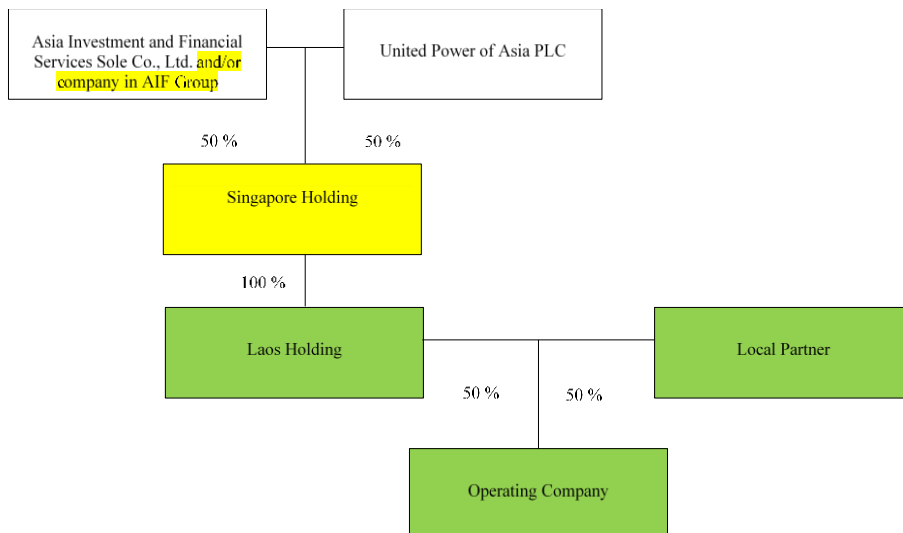 Asia Investment and Financial
Services Sole Co., Ltd. and/or
company in AIF Group
United Power of Asia PLC
50 %
50 %
Singapore Holding
100 %
Laos Holding
Local Partner
50 %
50 %
Operating Company